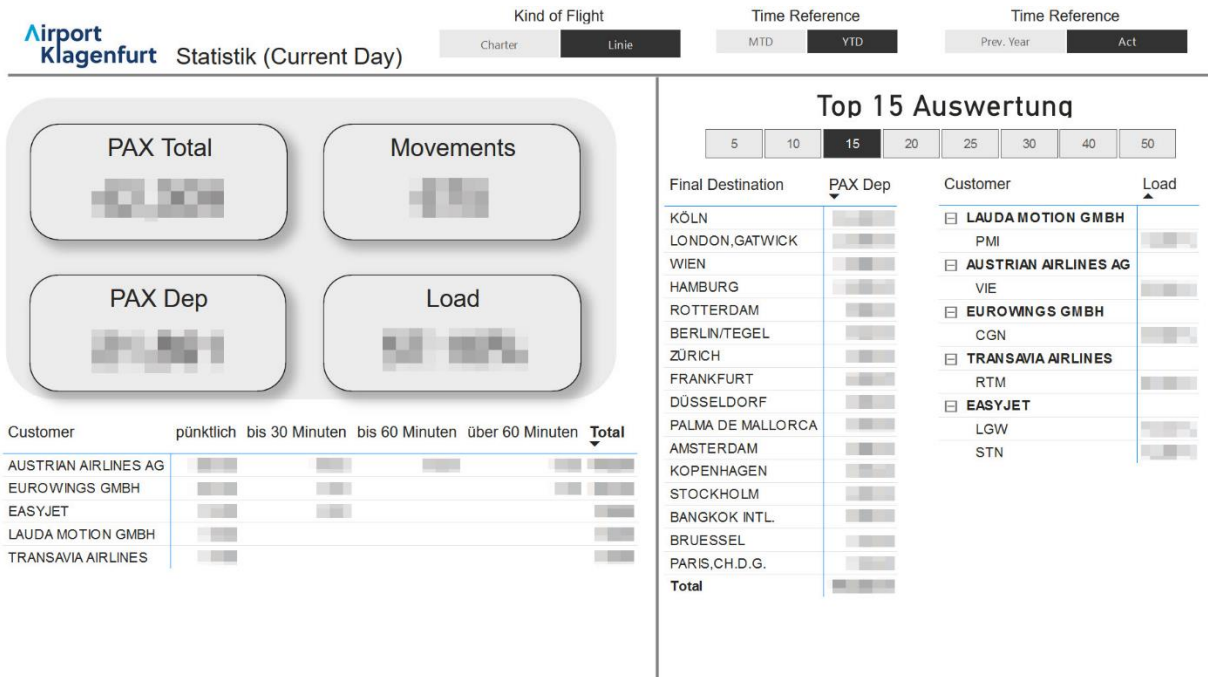 Airport
Klagenfurt
Statistik (Current Day)
Kind of Flight
Charter Linie
Time Reference
MTD YTD
Time Reference
Prev. Year Act
PAX Total
Movements
PAX Dep
Load
Customer pünktlich bis 30 Minuten bis 60 Minuten über 60 Minuten Total
AUSTRIAN AIRLINES AG
EUROWINGS GMBH
EASYJET
LAUDA MOTION GMBH
TRANSAVIA AIRLINES
Top 15 Auswertung
5 10 15 20 25 30 40 50
Final Destination PAX Dep
KÖLN
LONDON,GATWICK
WIEN
HAMBURG
ROTTERDAM
BERLIN/TEGEL
ZÜRICH
FRANKFURT
DÜSSELDORF
PALMA DE MALLORCA
AMSTERDAM
KOPENHAGEN
STOCKHOLM
BANGKOK INTL.
BRUESSEL
PARIS,CH.D.G.
Total
Customer Load
LAUDA MOTION GMBH
PMI
AUSTRIAN AIRLINES AG
VIE
EUROWINGS GMBH
CGN
TRANSAVIA AIRLINES
RTM
EASYJET
LGW
STN